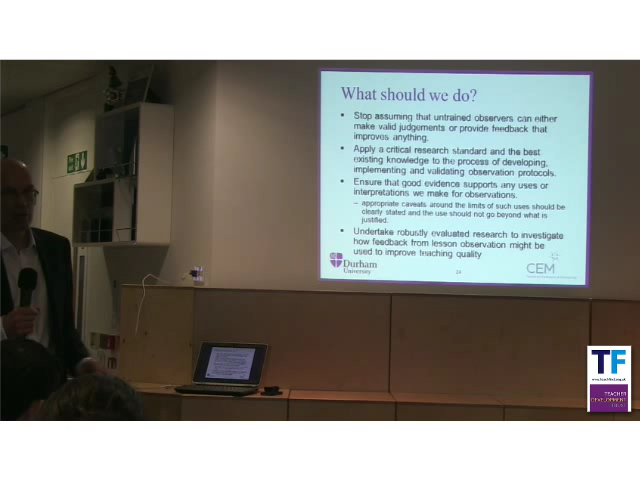 What should we do?
• Stop assuming that untrained observers can either
make valid judgements or provide feedback that
improves anything.
• Apply a critical research standard and the best
existing knowledge to the process of developing,
implementing and validating observation protocols.
• Ensure that good evidence supports any uses or
interpretations we make for observations.
– appropriate caveats around the limits of such uses should be
clearly stated and the use should not go beyond what is
justified.
• Undertake robustly evaluated research to investigate
how feedback from lesson observation might be
used to improve teaching quality
Durham
University
CEM
TF
TEACHER
DEVELOPMENT
TRUST